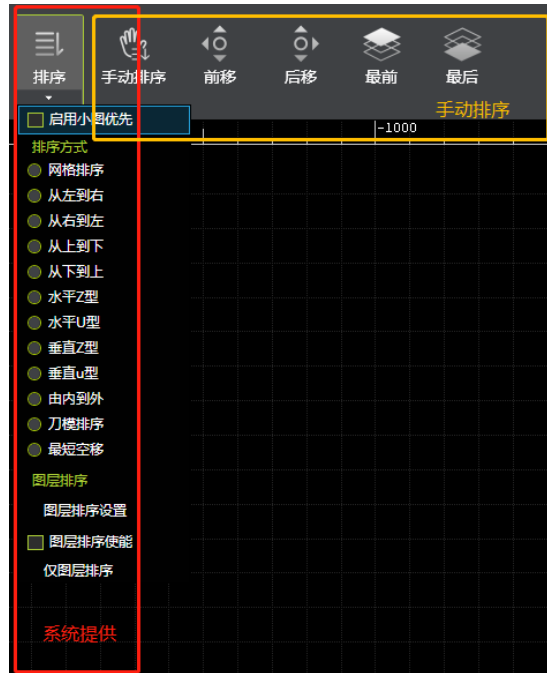 排序
手动排序
前移
后移
最前
最后
手动排序
启用小图优先
-1000
排序方式
网格排序
从左到右
从右到左
从上到下
从下到上
水平Z型
水平U型
垂直Z型
垂直u型
由内到外
刀模排序
最短空移
图层排序
图层排序设置
图层排序使能
仅图层排序
系统提供